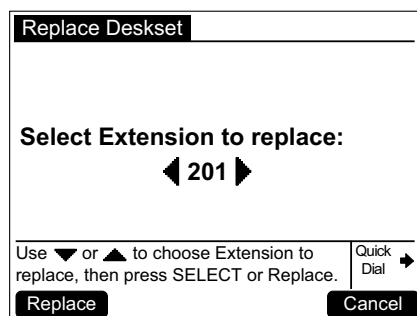 Replace Deskset
Select Extension to replace:
◀ 201 ▶
Use ▼ or ▲ to choose Extension to
replace, then press SELECT or Replace.
Quick
Dial ➔
Replace
Cancel